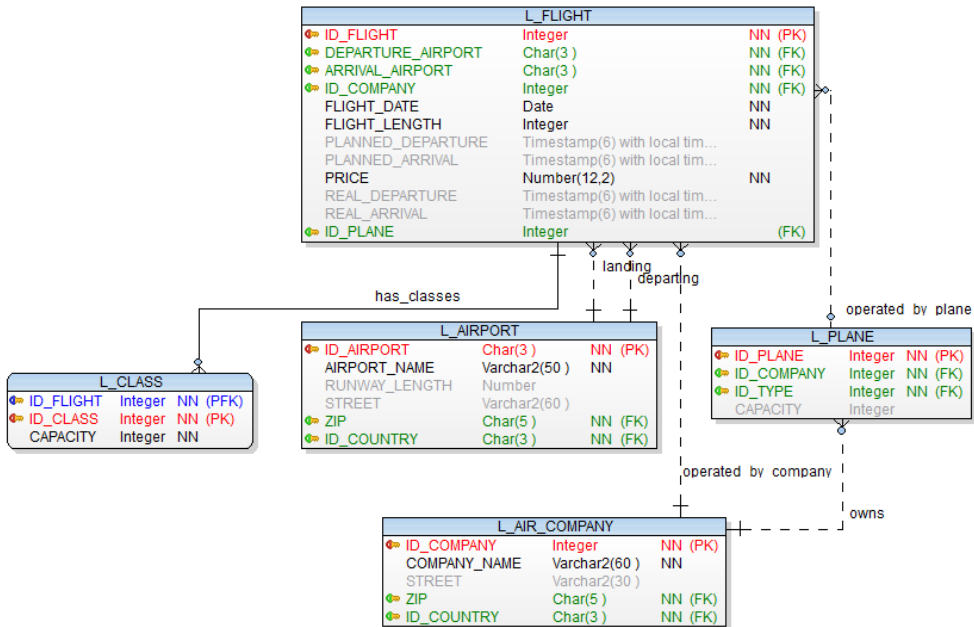 L_FLIGHT
ID_FLIGHT Integer NN (PK)
DEPARTURE_AIRPORT Char(3 ) NN (FK)
ARRIVAL_AIRPORT Char(3 ) NN (FK)
ID_COMPANY Integer NN (FK)
FLIGHT_DATE Date NN
FLIGHT_LENGTH Integer NN
PLANNED_DEPARTURE Timestamp(6) with local tim...
PLANNED_ARRIVAL Timestamp(6) with local tim...
PRICE Number(12,2) NN
REAL_DEPARTURE Timestamp(6) with local tim...
REAL_ARRIVAL Timestamp(6) with local tim...
ID_PLANE Integer (FK)
landing
departing
has_classes
operated_by_plane
L_AIRPORT
ID_AIRPORT Char(3 ) NN (PK)
AIRPORT_NAME Varchar2(50 ) NN
RUNWAY_LENGTH Number
STREET Varchar2(60 )
ZIP Char(5 ) NN (FK)
ID_COUNTRY Char(3 ) NN (FK)
L_PLANE
ID_PLANE Integer NN (PK)
ID_COMPANY Integer NN (FK)
ID_TYPE Integer NN (FK)
CAPACITY Integer
L_CLASS
ID_FLIGHT Integer NN (PFK)
ID_CLASS Integer NN (PK)
CAPACITY Integer NN
operated_by_company
owns
L_AIR_COMPANY
ID_COMPANY Integer NN (PK)
COMPANY_NAME Varchar2(60 ) NN
STREET Varchar2(30 )
ZIP Char(5 ) NN (FK)
ID_COUNTRY Char(3 ) NN (FK)